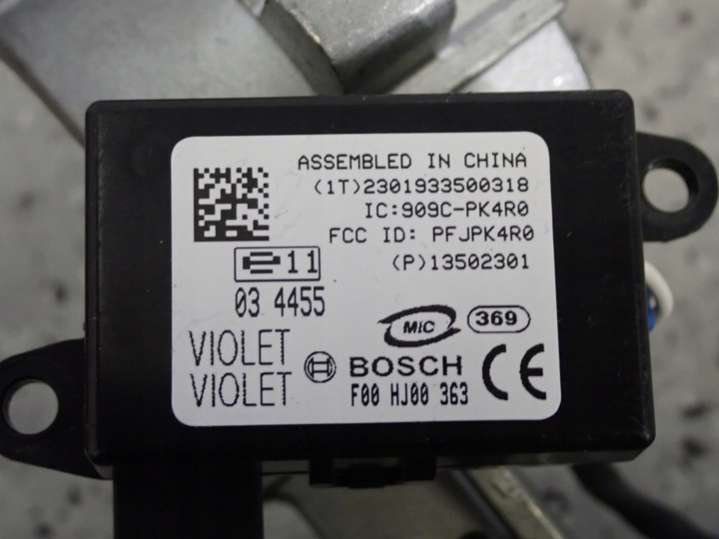 ASSEMBLED IN CHINA
(1T)2301933500318
IC:909C-PK4R0
FCC ID: PFJPK4R0
e11
(P)13502301
03 4455
MIC
369
VIOLET
VIOLET
BOSCH
CE
F00 HJ00 363